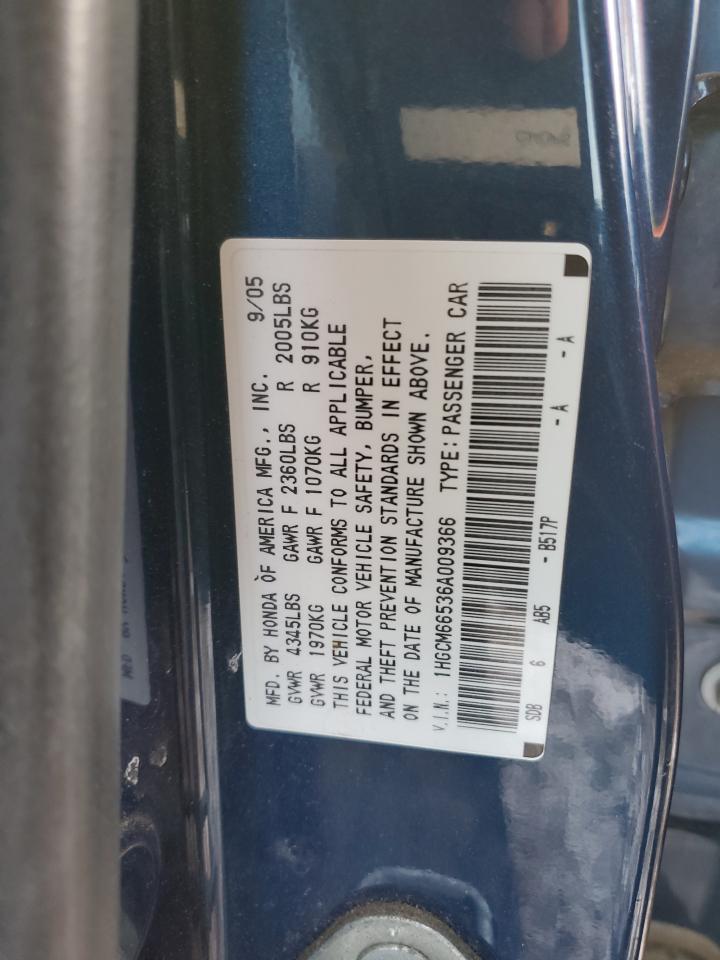 MFD. BY HONDA OF AMERICA MFG., INC. 9/05
GVWR 4345LBS GAWR F 2360LBS R 2005LBS
GVWR 1970KG GAWR F 1070KG R 910KG
THIS VEHICLE CONFORMS TO ALL APPLICABLE
FEDERAL MOTOR VEHICLE SAFETY, BUMPER,
AND THEFT PREVENTION STANDARDS IN EFFECT
ON THE DATE OF MANUFACTURE SHOWN ABOVE.
V.I.N.: 1HGCM66536A009366 TYPE: PASSENGER CAR
SDB 6 AB5 - B517P - A - A